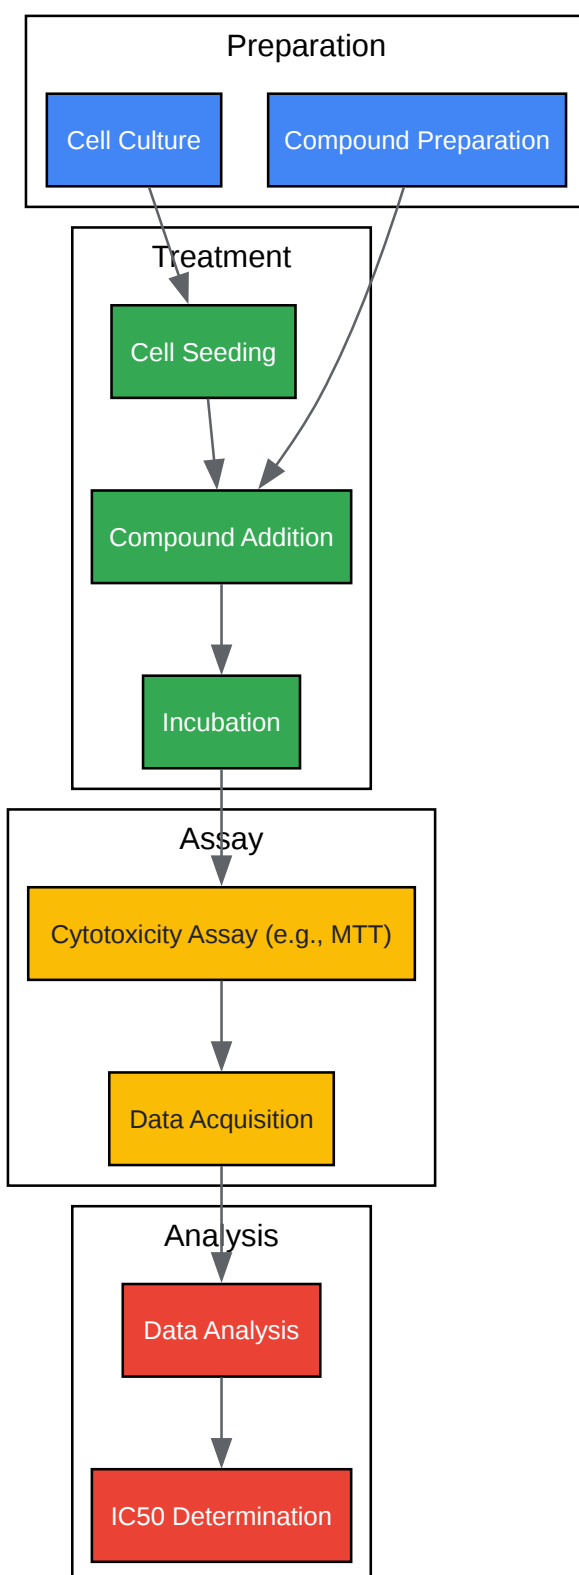 Preparation
Cell Culture
Compound Preparation
Treatment
Cell Seeding
Compound Addition
Incubation
Assay
Cytotoxicity Assay (e.g., MTT)
Data Acquisition
Analysis
Data Analysis
IC50 Determination